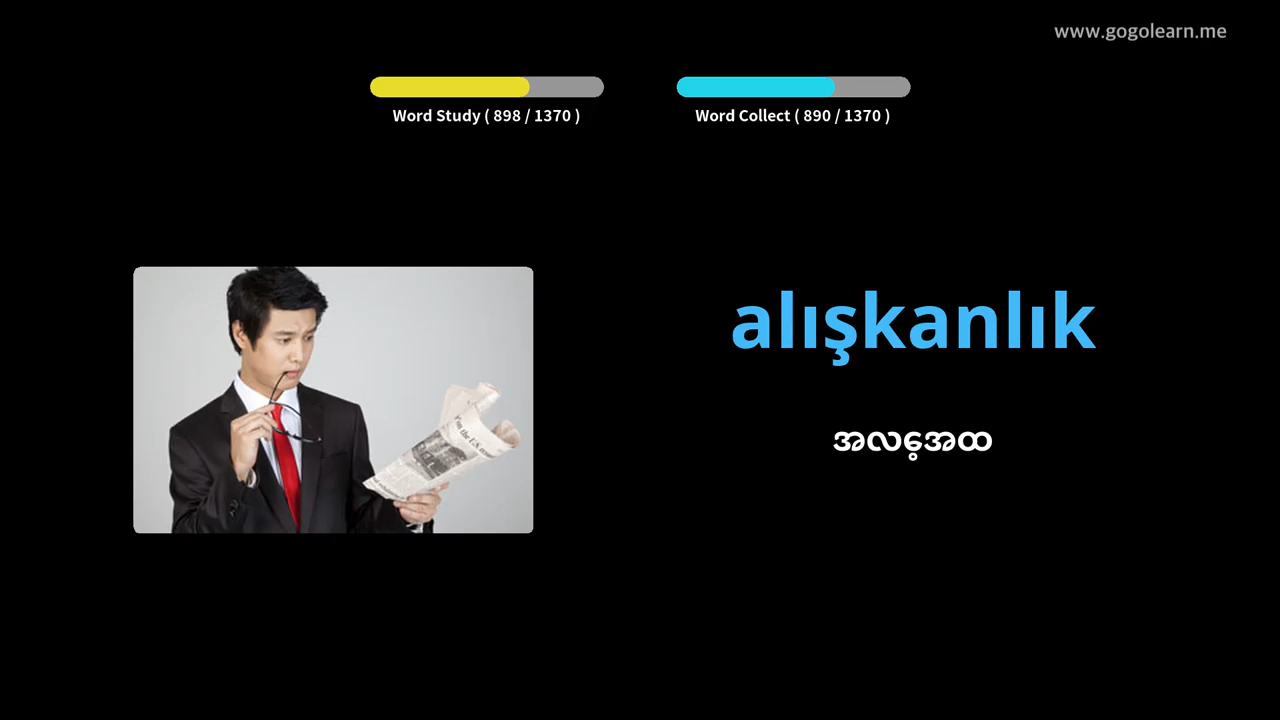 www.gogolearn.me
Word Study ( 898 / 1370 )
Word Collect ( 890 / 1370 )
alışkanlık
အလေ့အထ